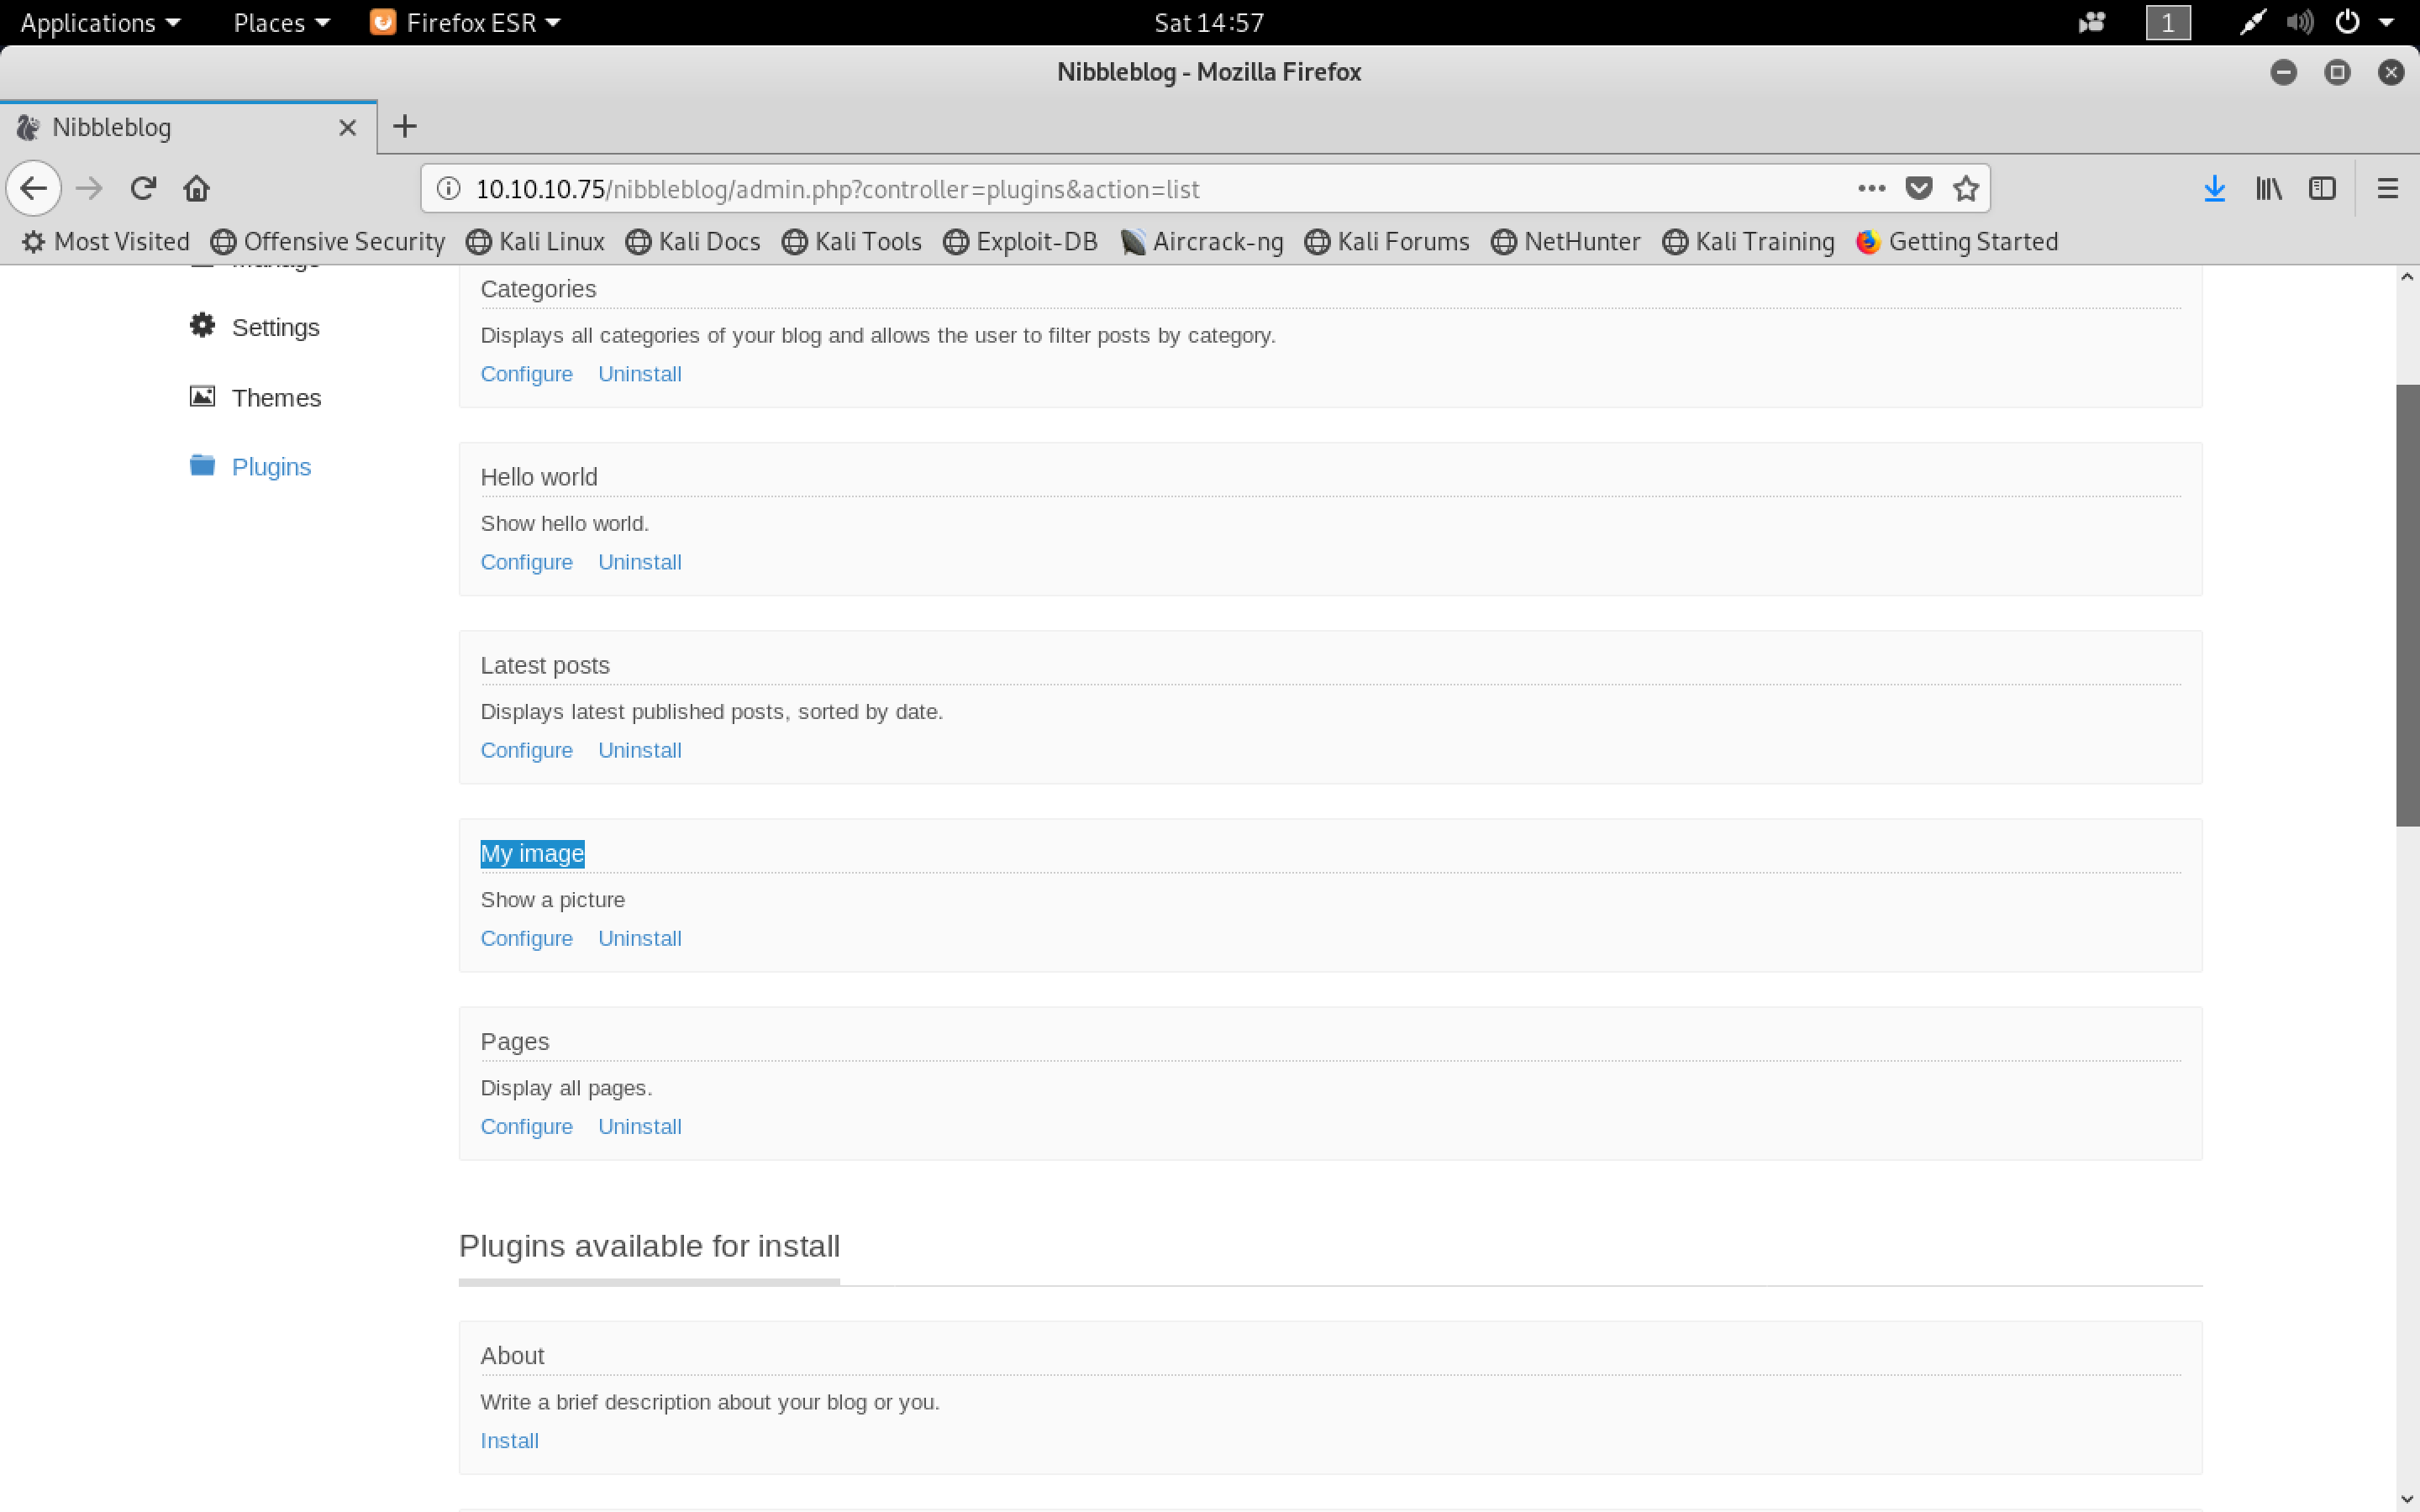 Applications Places Firefox ESR Sat 14:57 1
Nibbleblog - Mozilla Firefox
Nibbleblog
10.10.10.75/nibbleblog/admin.php?controller=plugins&action=list
Most Visited Offensive Security Kali Linux Kali Docs Kali Tools Exploit-DB Aircrack-ng Kali Forums NetHunter Kali Training Getting Started
Manage
Settings
Themes
Plugins
Categories
Displays all categories of your blog and allows the user to filter posts by category.
Configure Uninstall
Hello world
Show hello world.
Configure Uninstall
Latest posts
Displays latest published posts, sorted by date.
Configure Uninstall
My image
Show a picture
Configure Uninstall
Pages
Display all pages.
Configure Uninstall
Plugins available for install
About
Write a brief description about your blog or you.
Install